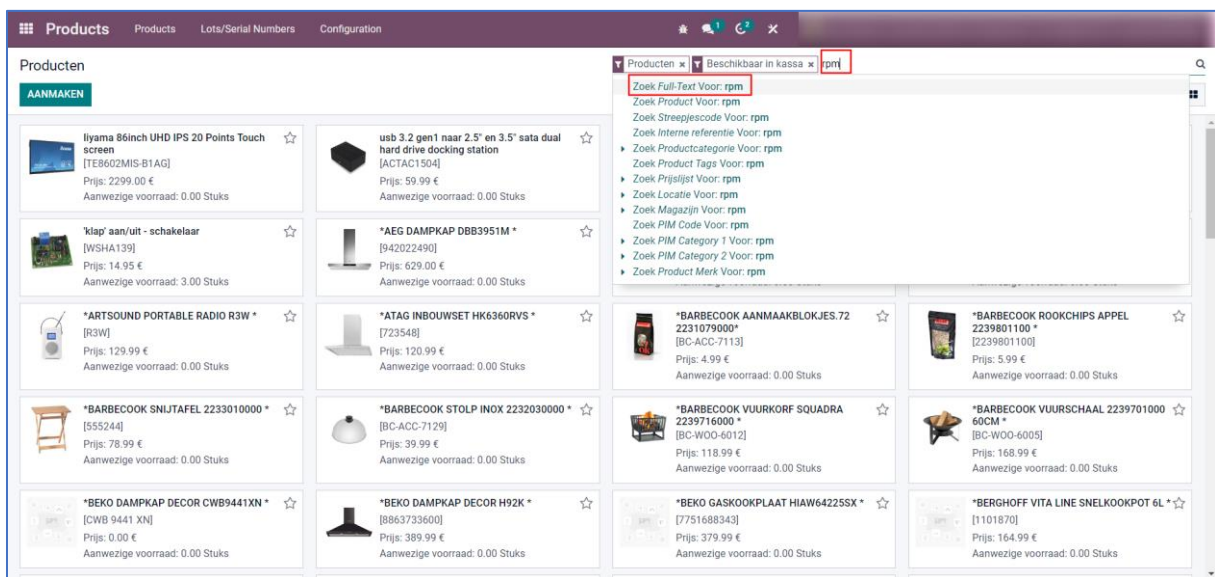 Products Products Lots/Serial Numbers Configuration 1 2
Producten
Producten × Beschikbaar in kassa × rpm
AANMAKEN
Zoek Full-Text Voor: rpm
Zoek Product Voor: rpm
Zoek Streepjescode Voor: rpm
Zoek Interne referentie Voor: rpm
Zoek Productcategorie Voor: rpm
Zoek Product Tags Voor: rpm
Zoek Prijslijst Voor: rpm
Zoek Locatie Voor: rpm
Zoek Magazijn Voor: rpm
Zoek PIM Code Voor: rpm
Zoek PIM Category 1 Voor: rpm
Zoek PIM Category 2 Voor: rpm
Zoek Product Merk Voor: rpm
Iiyama 86inch UHD IPS 20 Points Touch
screen
[TE8602MIS-B1AG]
Prijs: 2299.00 €
Aanwezige voorraad: 0.00 Stuks
usb 3.2 gen1 naar 2.5" en 3.5" sata dual
hard drive docking station
[ACTAC1504]
Prijs: 59.99 €
Aanwezige voorraad: 0.00 Stuks
'klap' aan/uit - schakelaar
[WSHA139]
Prijs: 14.95 €
Aanwezige voorraad: 3.00 Stuks
*AEG DAMPKAP DBB3951M *
[942022490]
Prijs: 629.00 €
Aanwezige voorraad: 0.00 Stuks
*ARTSOUND PORTABLE RADIO R3W *
[R3W]
Prijs: 129.99 €
Aanwezige voorraad: 0.00 Stuks
*ATAG INBOUWSET HK6360RVS *
[723548]
Prijs: 120.99 €
Aanwezige voorraad: 0.00 Stuks
*BARBECOOK AANMAAKBLOKJES.72
2231079000*
[BC-ACC-7113]
Prijs: 4.99 €
Aanwezige voorraad: 0.00 Stuks
*BARBECOOK ROOKCHIPS APPEL
2239801100 *
[2239801100]
Prijs: 5.99 €
Aanwezige voorraad: 0.00 Stuks
*BARBECOOK SNIJTAFEL 2233010000 *
[555244]
Prijs: 78.99 €
Aanwezige voorraad: 0.00 Stuks
*BARBECOOK STOLP INOX 2232030000 *
[BC-ACC-7129]
Prijs: 39.99 €
Aanwezige voorraad: 0.00 Stuks
*BARBECOOK VUURKORF SQUADRA
2239716000 *
[BC-WOO-6012]
Prijs: 118.99 €
Aanwezige voorraad: 0.00 Stuks
*BARBECOOK VUURSCHAAL 2239701000
60CM *
[BC-WOO-6005]
Prijs: 168.99 €
Aanwezige voorraad: 0.00 Stuks
*BEKO DAMPKAP DECOR CWB9441XN *
[CWB 9441 XN]
Prijs: 0.00 €
Aanwezige voorraad: 0.00 Stuks
*BEKO DAMPKAP DECOR H92K *
[8863733600]
Prijs: 389.99 €
Aanwezige voorraad: 0.00 Stuks
*BEKO GASKOOKPLAAT HIAW64225SX *
[7751688343]
Prijs: 379.99 €
Aanwezige voorraad: 0.00 Stuks
*BERGHOFF VITA LINE SNELKOOKPOT 6L *
[1101870]
Prijs: 164.99 €
Aanwezige voorraad: 0.00 Stuks